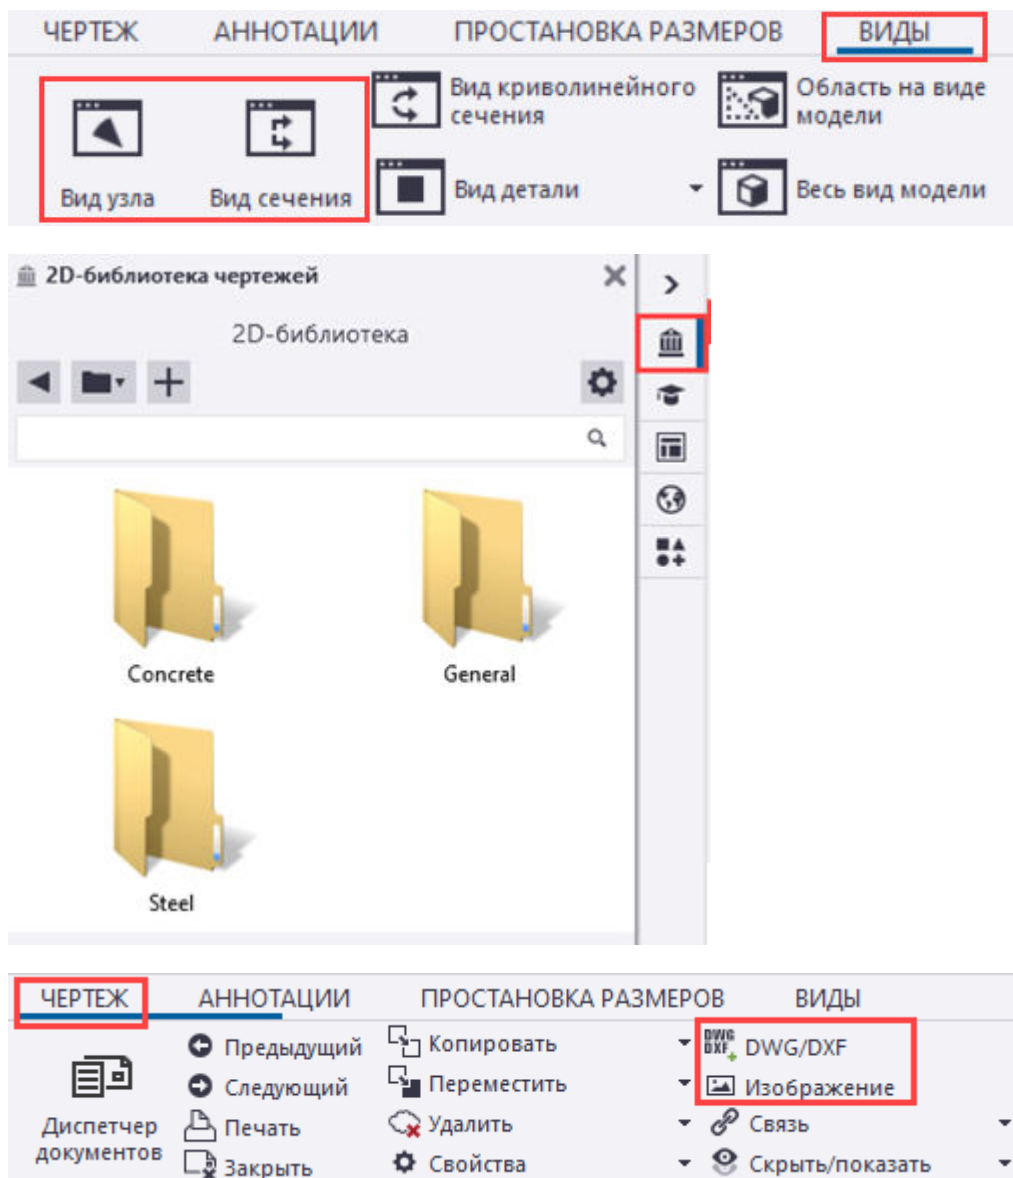 ЧЕРТЕЖ АННОТАЦИИ ПРОСТАНОВКА РАЗМЕРОВ ВИДЫ
Вид узла Вид сечения
Вид криволинейного
сечения
Вид детали
Область на виде
модели
Весь вид модели
2D-библиотека чертежей
2D-библиотека
Concrete General
Steel
ЧЕРТЕЖ АННОТАЦИИ ПРОСТАНОВКА РАЗМЕРОВ ВИДЫ
Диспетчер
документов
Предыдущий
Следующий
Печать
Закрыть
Копировать
Переместить
Удалить
Свойства
DWG
DXF DWG/DXF
Изображение
Связь
Скрыть/показать